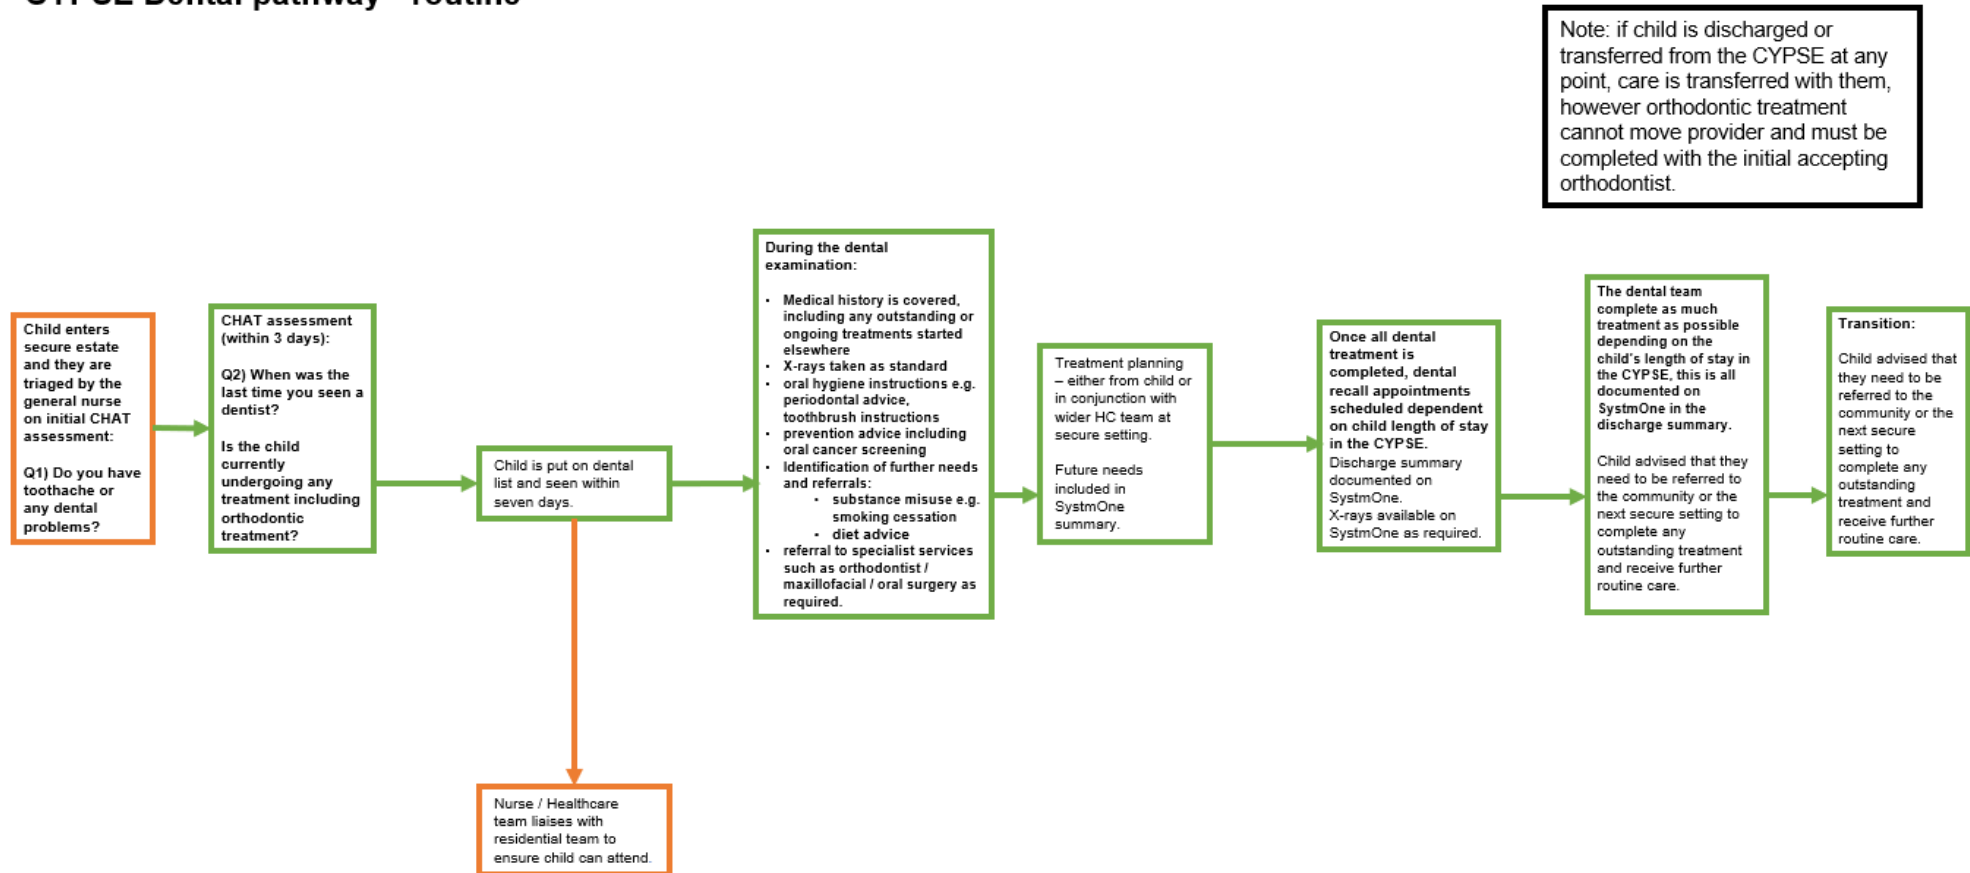 CYPSE Dental pathway - routine
Note: if child is discharged or
transferred from the CYPSE at any
point, care is transferred with them,
however orthodontic treatment
cannot move provider and must be
completed with the initial accepting
orthodontist.
Child enters
secure estate
and they are
triaged by the
general nurse
on initial CHAT
assessment:
Q1) Do you have
toothache or
any dental
problems?
CHAT assessment
(within 3 days):
Q2) When was the
last time you seen a
dentist?
Is the child
currently
undergoing any
treatment including
orthodontic
treatment?
Child is put on dental
list and seen within
seven days.
Nurse / Healthcare
team liaises with
residential team to
ensure child can attend.
During the dental
examination:
• Medical history is covered,
including any outstanding or
ongoing treatments started
elsewhere
• X-rays taken as standard
• oral hygiene instructions e.g.
periodontal advice,
toothbrush instructions
• prevention advice including
oral cancer screening
• Identification of further needs
and referrals:
• substance misuse e.g.
smoking cessation
• diet advice
• referral to specialist services
such as orthodontist /
maxillofacial / oral surgery as
required.
Treatment planning
– either from child or
in conjunction with
wider HC team at
secure setting.
Future needs
included in
SystmOne
summary.
Once all dental
treatment is
completed, dental
recall appointments
scheduled dependent
on child length of stay
in the CYPSE.
Discharge summary
documented on
SystmOne.
X-rays available on
SystmOne as required.
The dental team
complete as much
treatment as possible
depending on the
child's length of stay in
the CYPSE, this is all
documented on
SystmOne in the
discharge summary.
Child advised that they
need to be referred to
the community or the
next secure setting to
complete any
outstanding treatment
and receive further
routine care.
Transition:
Child advised that
they need to be
referred to the
community or the
next secure
setting to
complete any
outstanding
treatment and
receive further
routine care.